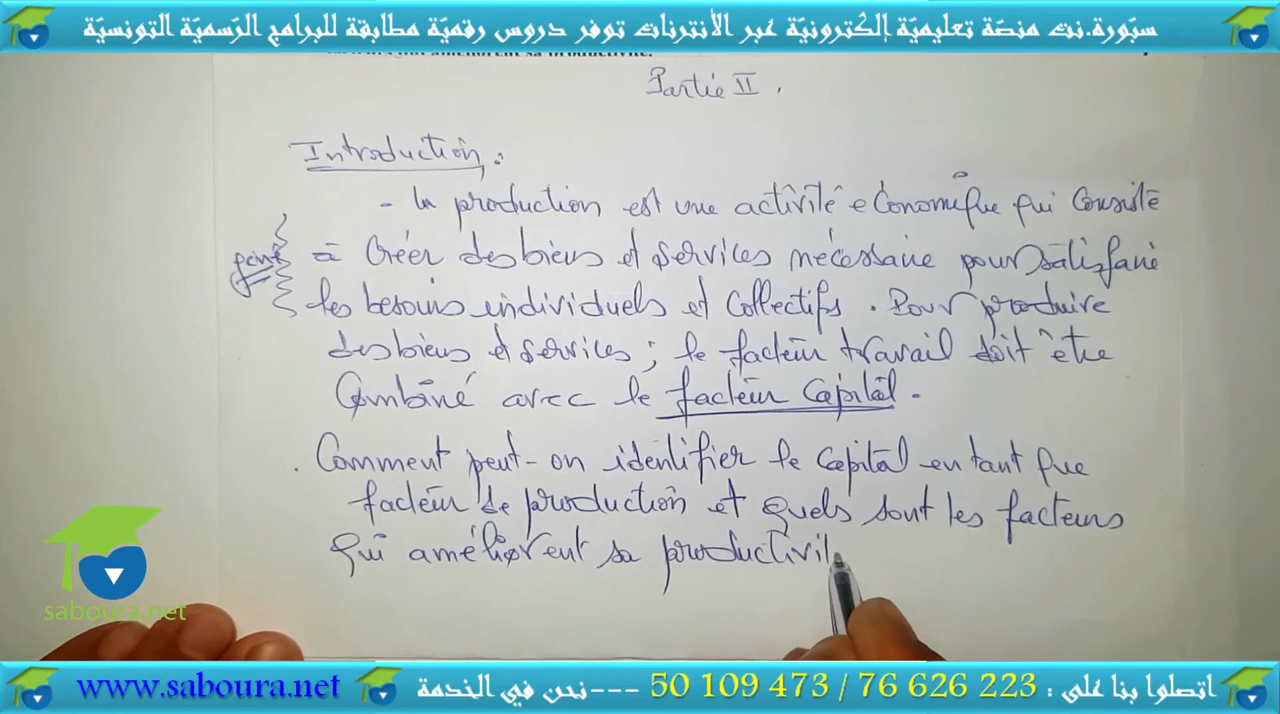 سبّورة.نت منصّة تعليميّة إلكترونيّة عبر الأنترنات توفر دروس رقميّة مطابقة للبرامج الرّسميّة التونسيّة
Partie II.
Introduction :
- la production est une activité économique qui consiste
à créer des biens et services nécessaire pour satisfaire
les besoins individuels et collectifs. Pour produire
des biens et services ; le facteur travail doit être
combiné avec le facteur capital.
. Comment peut-on identifier le capital en tant que
facteur de production et quels sont les facteurs
qui améliorent sa productivit
saboura.net
www.saboura.net
اتصلوا بنا على : 50 109 473 / 76 626 223 ---نحن في الخدمة